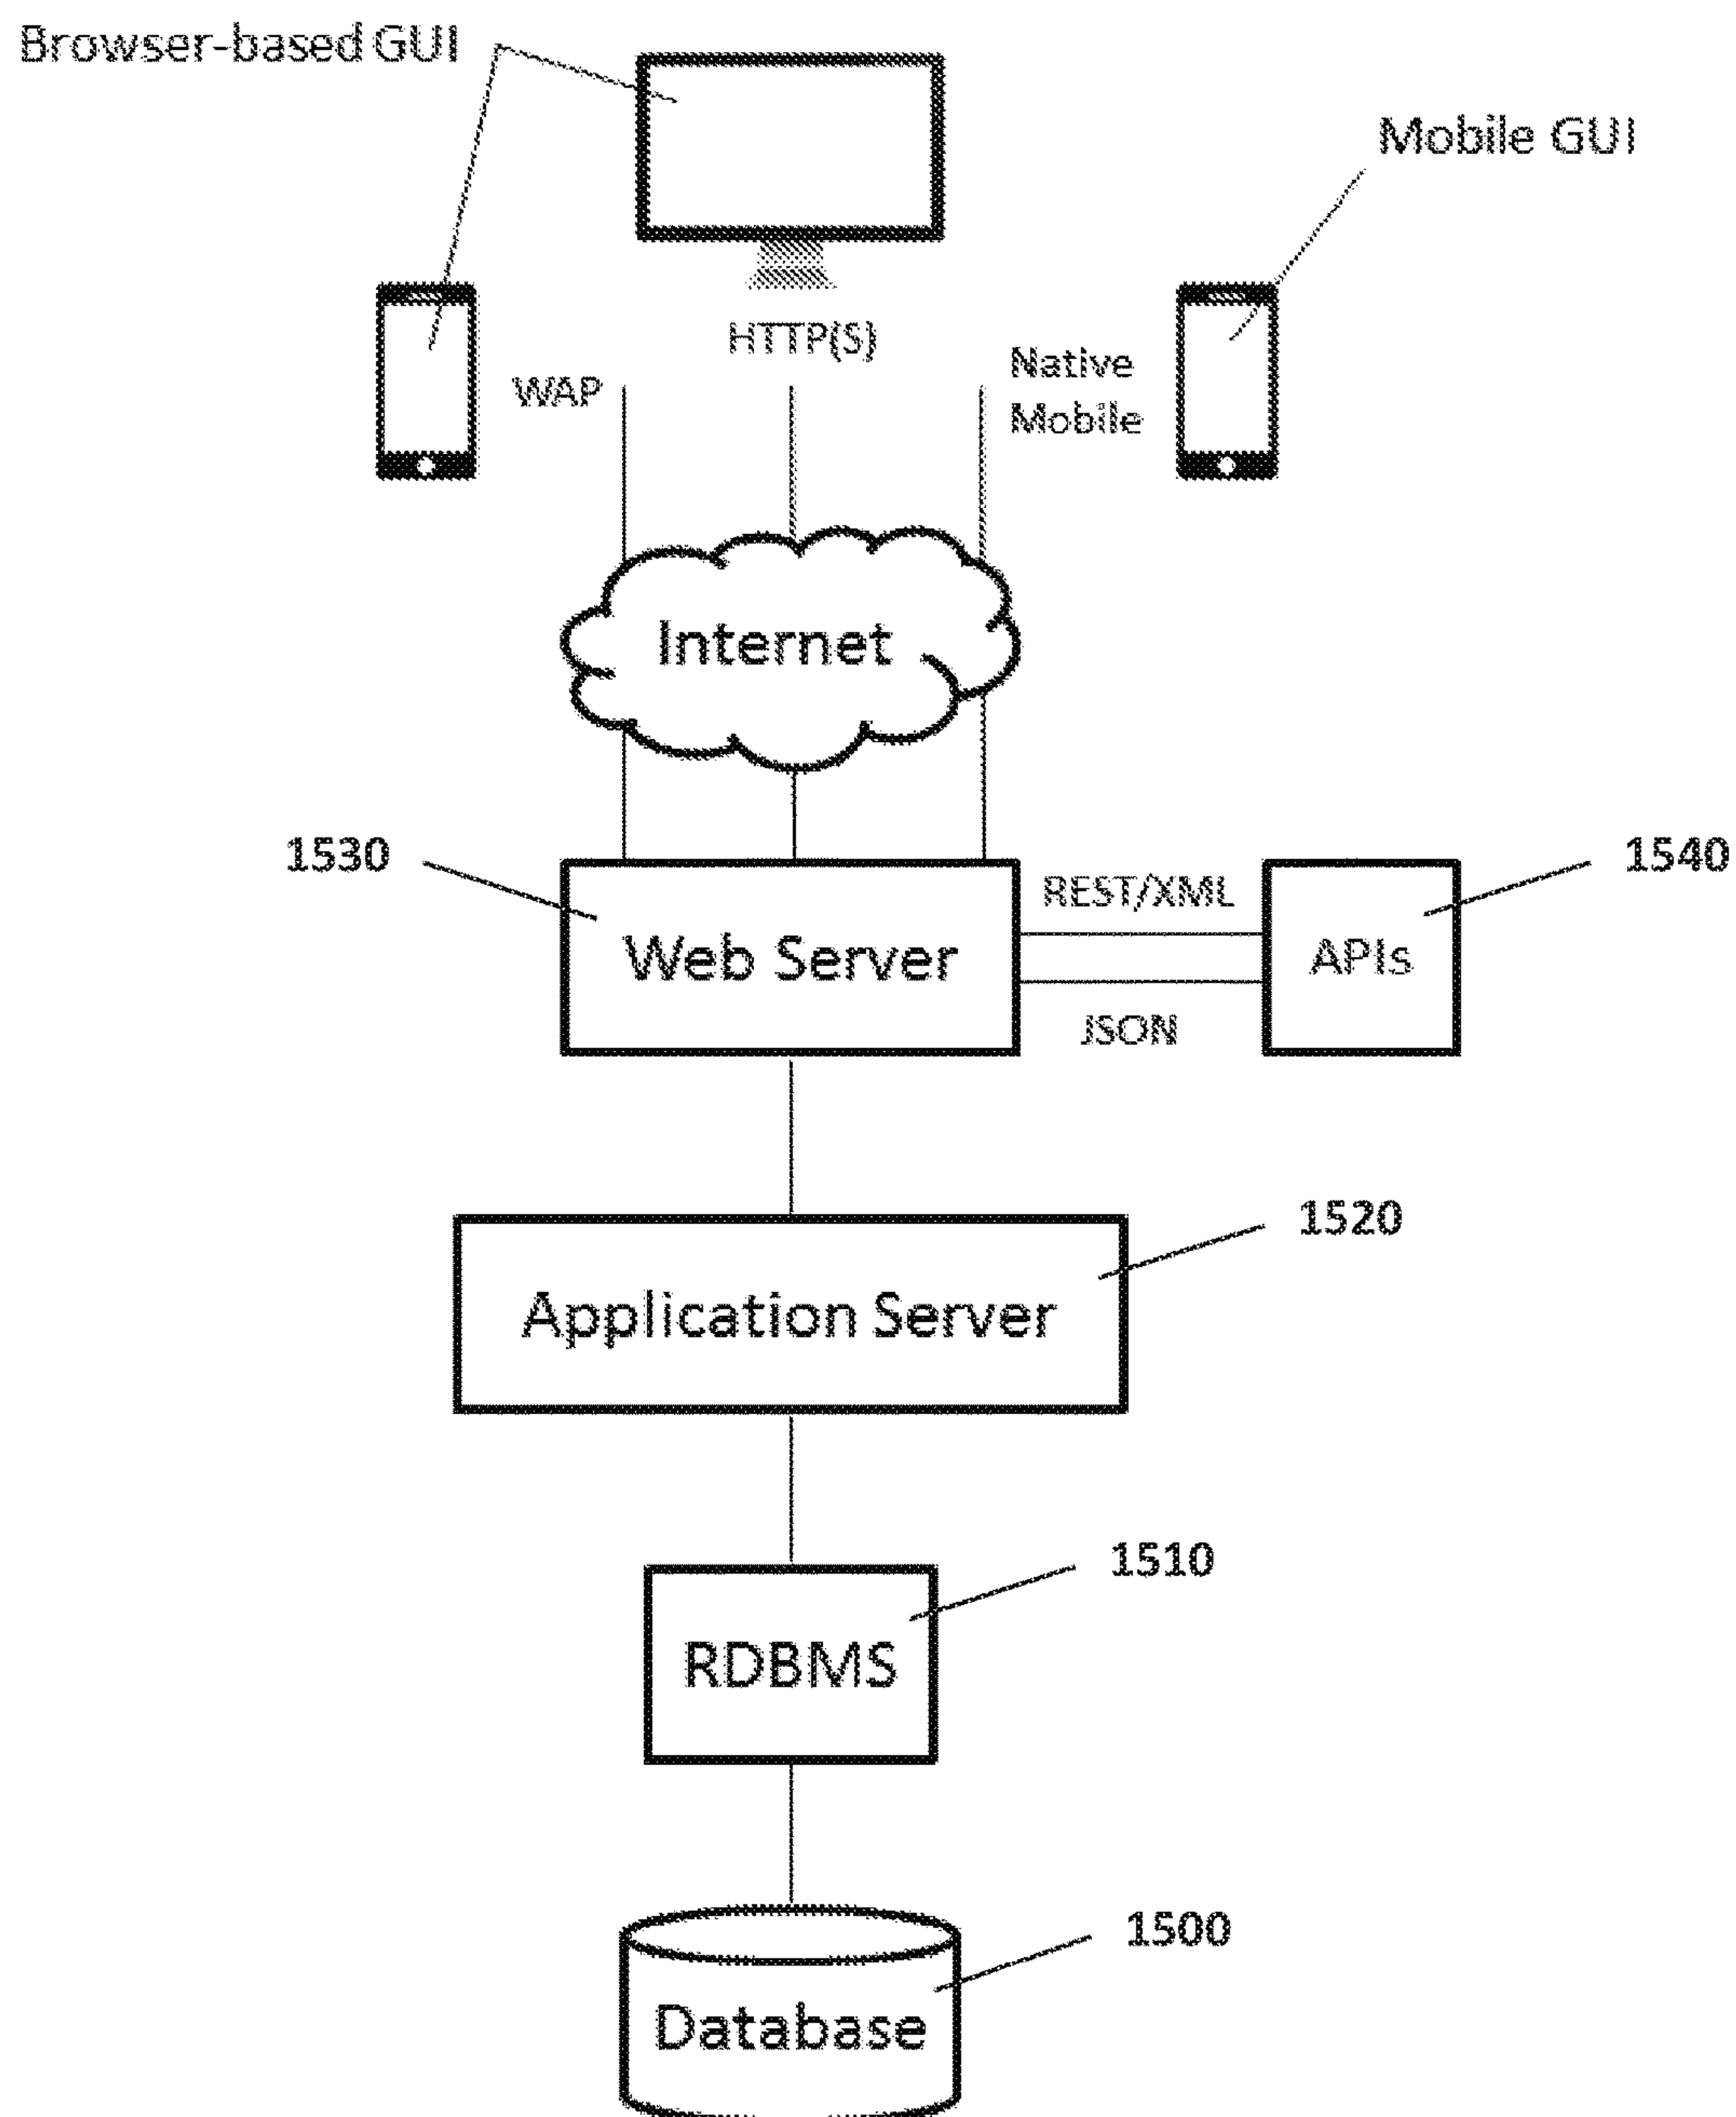 Browser-based GUI
Mobile GUI
HTTP(S)
WAP
Native
Mobile
Internet
1530
1540
REST/XML
Web Server
APIs
JSON
1520
Application Server
1510
RDBMS
1500
Database